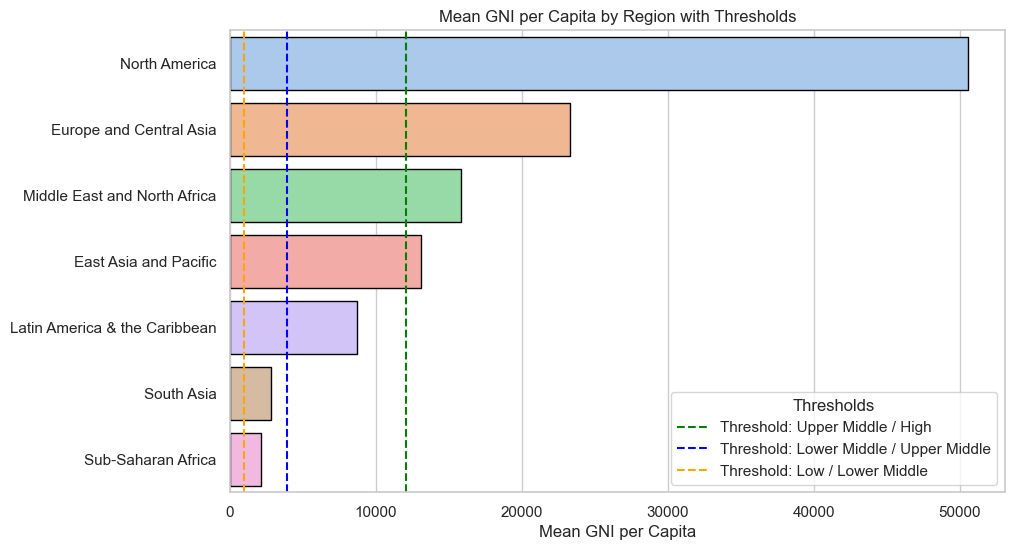 Mean GNI per Capita by Region with Thresholds
North America
Europe and Central Asia
Middle East and North Africa
East Asia and Pacific
Latin America & the Caribbean
South Asia
Sub-Saharan Africa
Thresholds
Threshold: Upper Middle / High
Threshold: Lower Middle / Upper Middle
Threshold: Low / Lower Middle
0 10000 20000 30000 40000 50000
Mean GNI per Capita